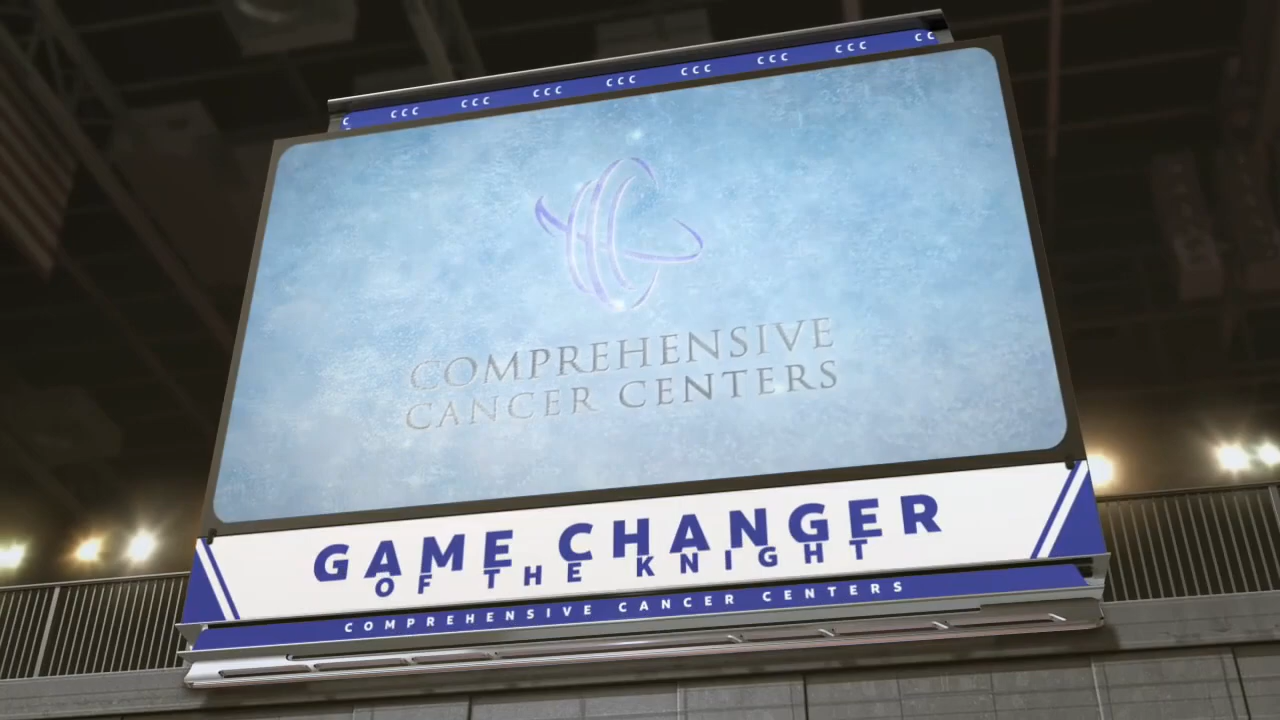 C CCC CCC CCC CCC CCC CCC CCC CC
COMPREHENSIVE
CANCER CENTERS
GAME CHANGER
OF THE KNIGHT
COMPREHENSIVE CANCER CENTERS